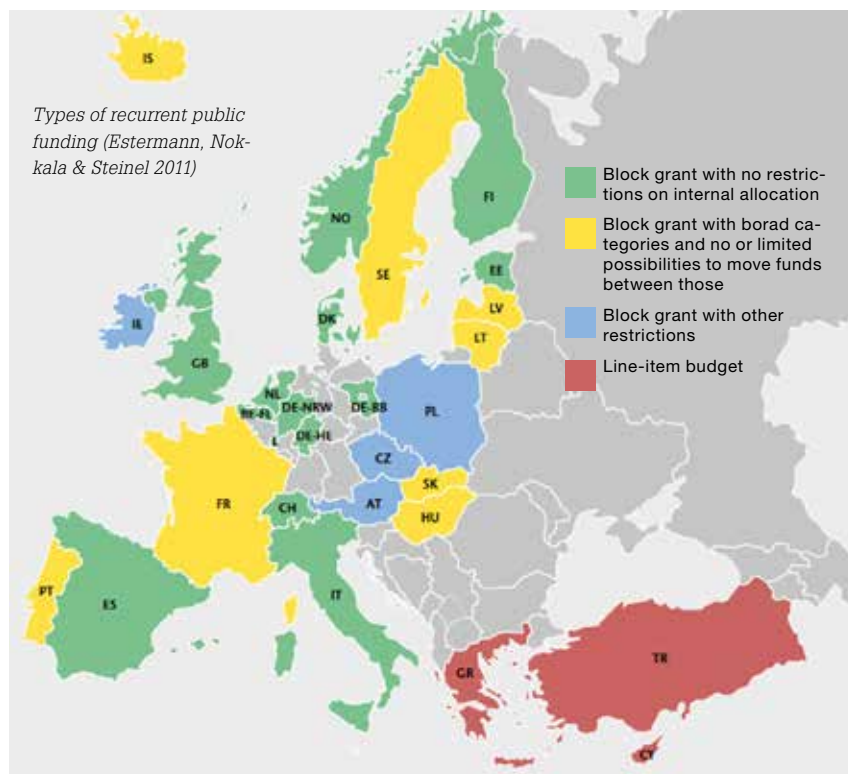 IS
Types of recurrent public
funding (Estermann, Nok-
kala & Steinel 2011)
Block grant with no restric-
tions on internal allocation
Block grant with borad ca-
tegories and no or limited
possibilities to move funds
between those
Block grant with other
restrictions
Line-item budget
NO
FI
SE
EE
LV
LT
DK
IE
GB
NL
BE-FL
DE-NRW
DE-BB
PL
L
DE-HE
CZ
SK
FR
CH
AT
HU
PT
ES
IT
GR
TR
CY